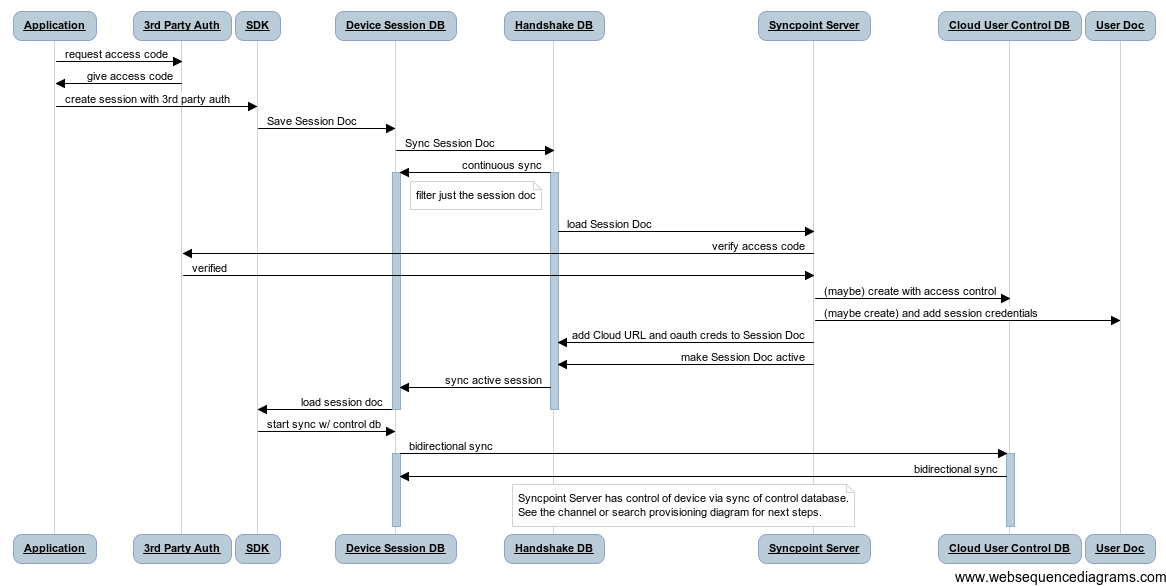 Application 3rd Party Auth SDK Device Session DB Handshake DB Syncpoint Server Cloud User Control DB User Doc
request access code
give access code
create session with 3rd party auth
Save Session Doc
Sync Session Doc
continuous sync
filter just the session doc
load Session Doc
verify access code
verified
(maybe) create with access control
(maybe create) and add session credentials
add Cloud URL and oauth creds to Session Doc
make Session Doc active
sync active session
load session doc
start sync w/ control db
bidirectional sync
bidirectional sync
Syncpoint Server has control of device via sync of control database.
See the channel or search provisioning diagram for next steps.
Application 3rd Party Auth SDK Device Session DB Handshake DB Syncpoint Server Cloud User Control DB User Doc
www.websequencediagrams.com